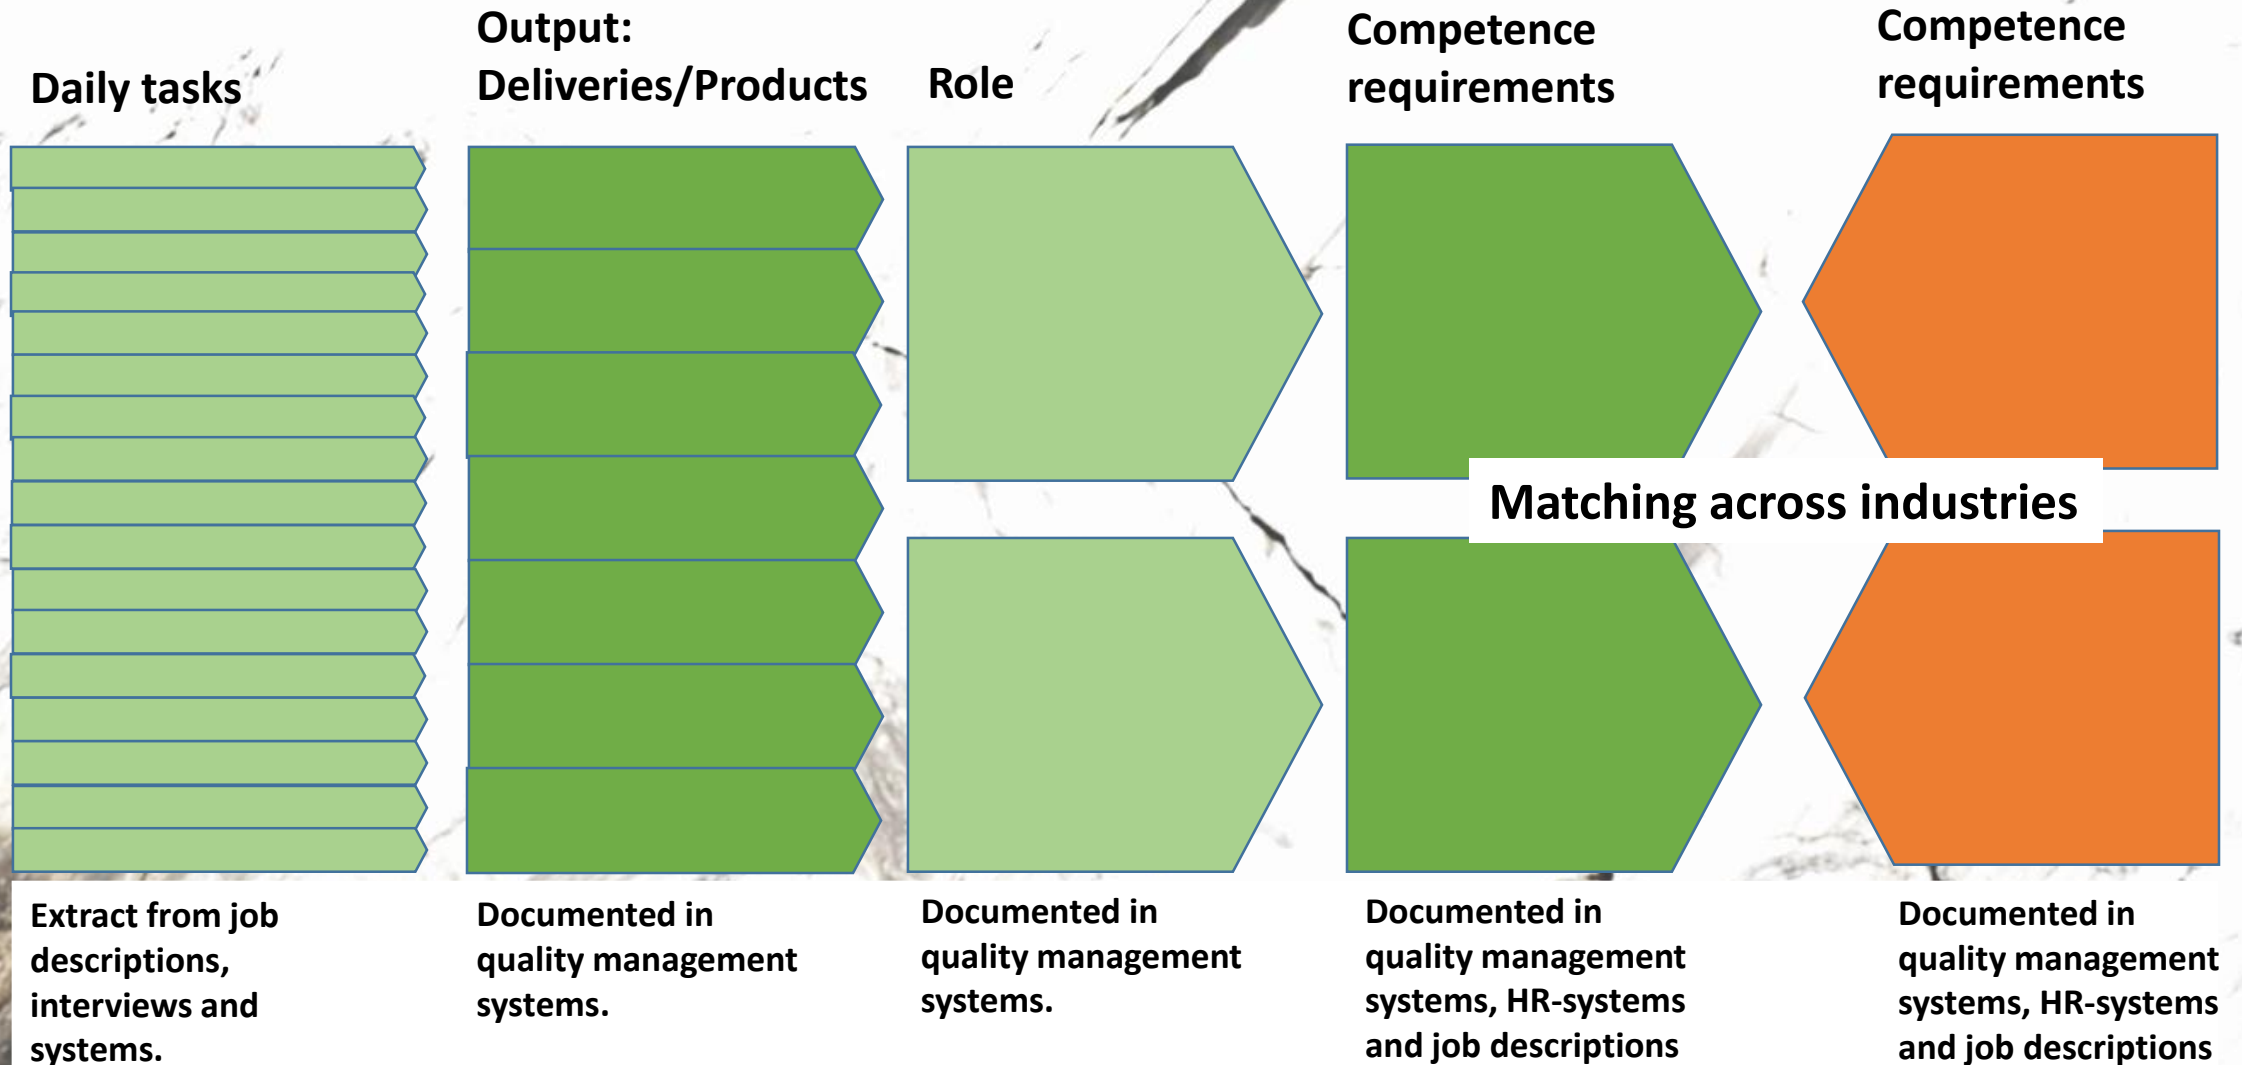 Daily tasks
Output:
Deliveries/Products
Role
Competence
requirements
Competence
requirements
Matching across industries
Extract from job
descriptions,
interviews and
systems.
Documented in
quality management
systems.
Documented in
quality management
systems.
Documented in
quality management
systems, HR-systems
and job descriptions
Documented in
quality management
systems, HR-systems
and job descriptions